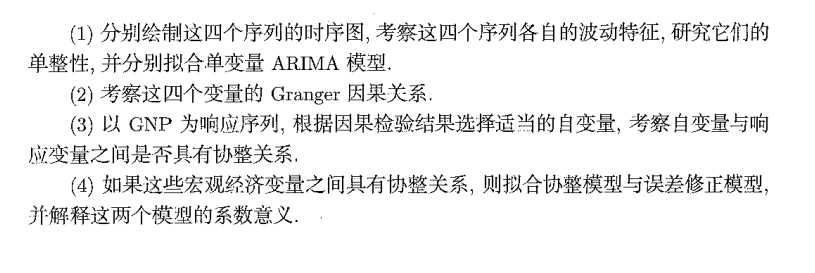 (1) 分别绘制这四个序列的时序图, 考察这四个序列各自的波动特征, 研究它们的
单整性, 并分别拟合单变量 ARIMA 模型.
(2) 考察这四个变量的 Granger 因果关系.
(3) 以 GNP 为响应序列, 根据因果检验结果选择适当的自变量, 考察自变量与响
应变量之间是否具有协整关系.
(4) 如果这些宏观经济变量之间具有协整关系, 则拟合协整模型与误差修正模型,
并解释这两个模型的系数意义.